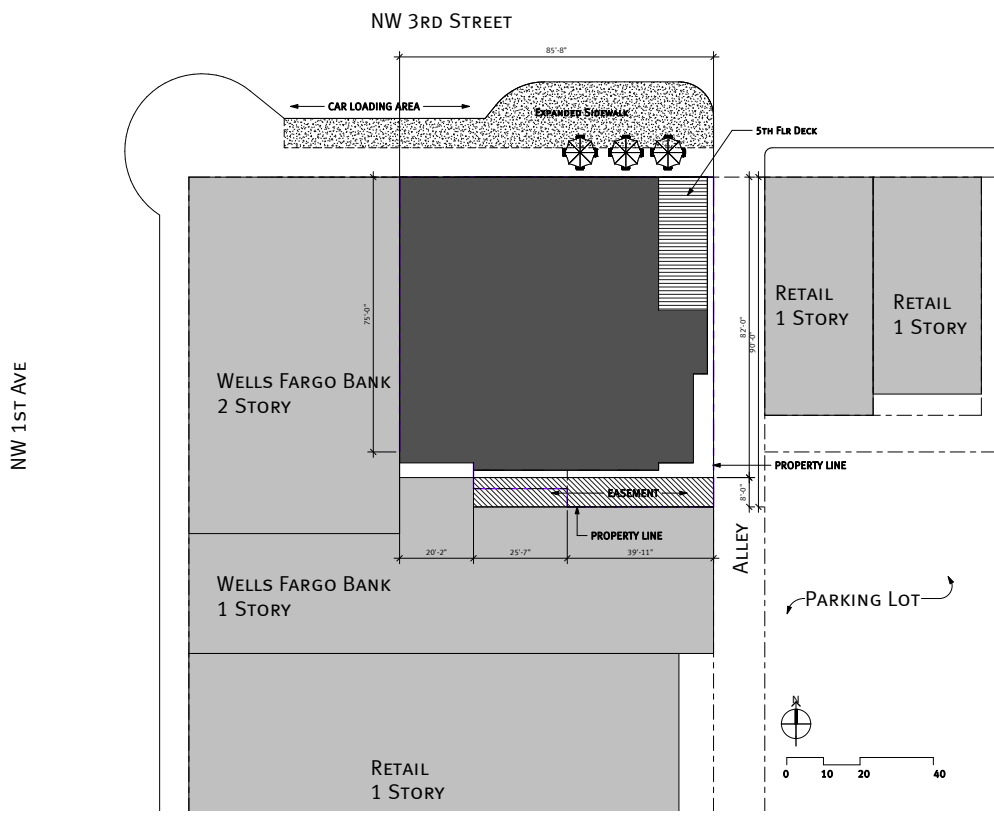 NW 3RD STREET
85'-8"
CAR LOADING AREA
EXPANDED SIDEWALK
5TH FLR DECK
RETAIL
1 STORY
RETAIL
1 STORY
75'-0"
82'-0"
90'-0"
WELLS FARGO BANK
2 STORY
NW 1ST AVE
PROPERTY LINE
EASEMENT
8'-0"
PROPERTY LINE
ALLEY
20'-2"
25'-7"
39'-11"
WELLS FARGO BANK
1 STORY
PARKING LOT
N
RETAIL
1 STORY
0 10 20 40